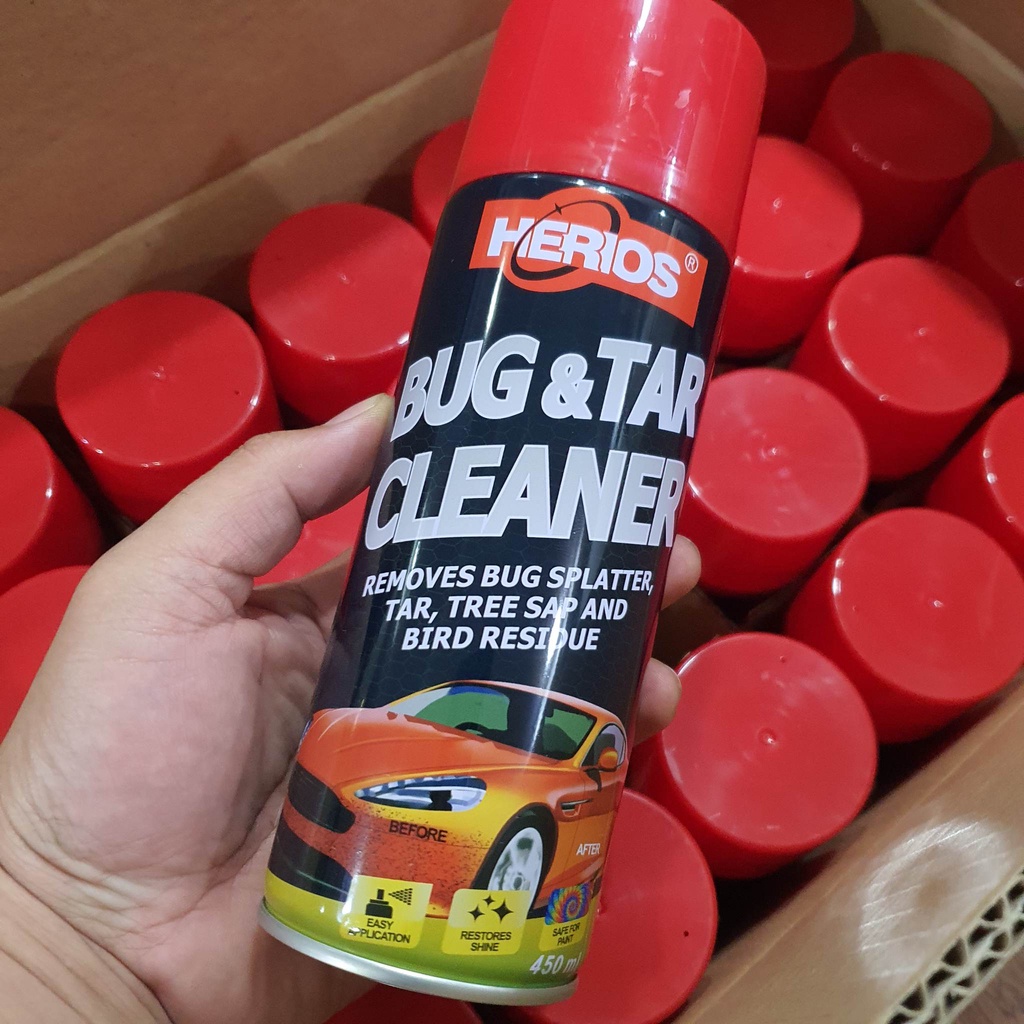 HERIOS®
BUG & TAR
CLEANER
REMOVES BUG SPLATTER,
TAR, TREE SAP AND
BIRD RESIDUE
BEFORE
AFTER
EASY
APPLICATION
RESTORES
SHINE
SAFE FOR
PAINT
450 ml